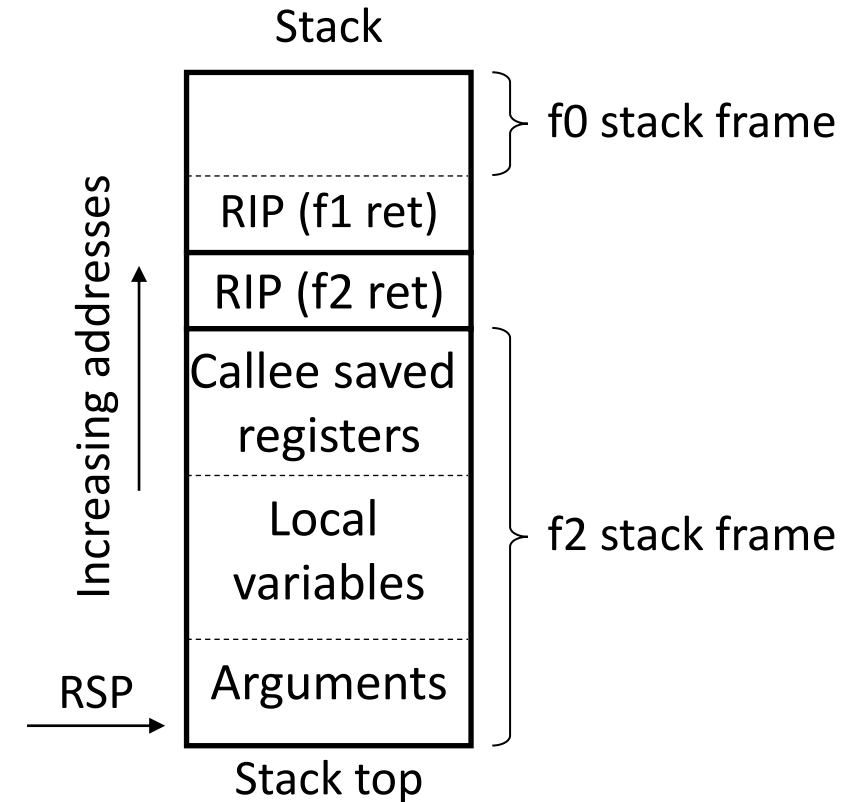 Stack
f0 stack frame
RIP (f1 ret)
RIP (f2 ret)
Increasing addresses
Callee saved
registers
Local
variables
f2 stack frame
Arguments
RSP
Stack top